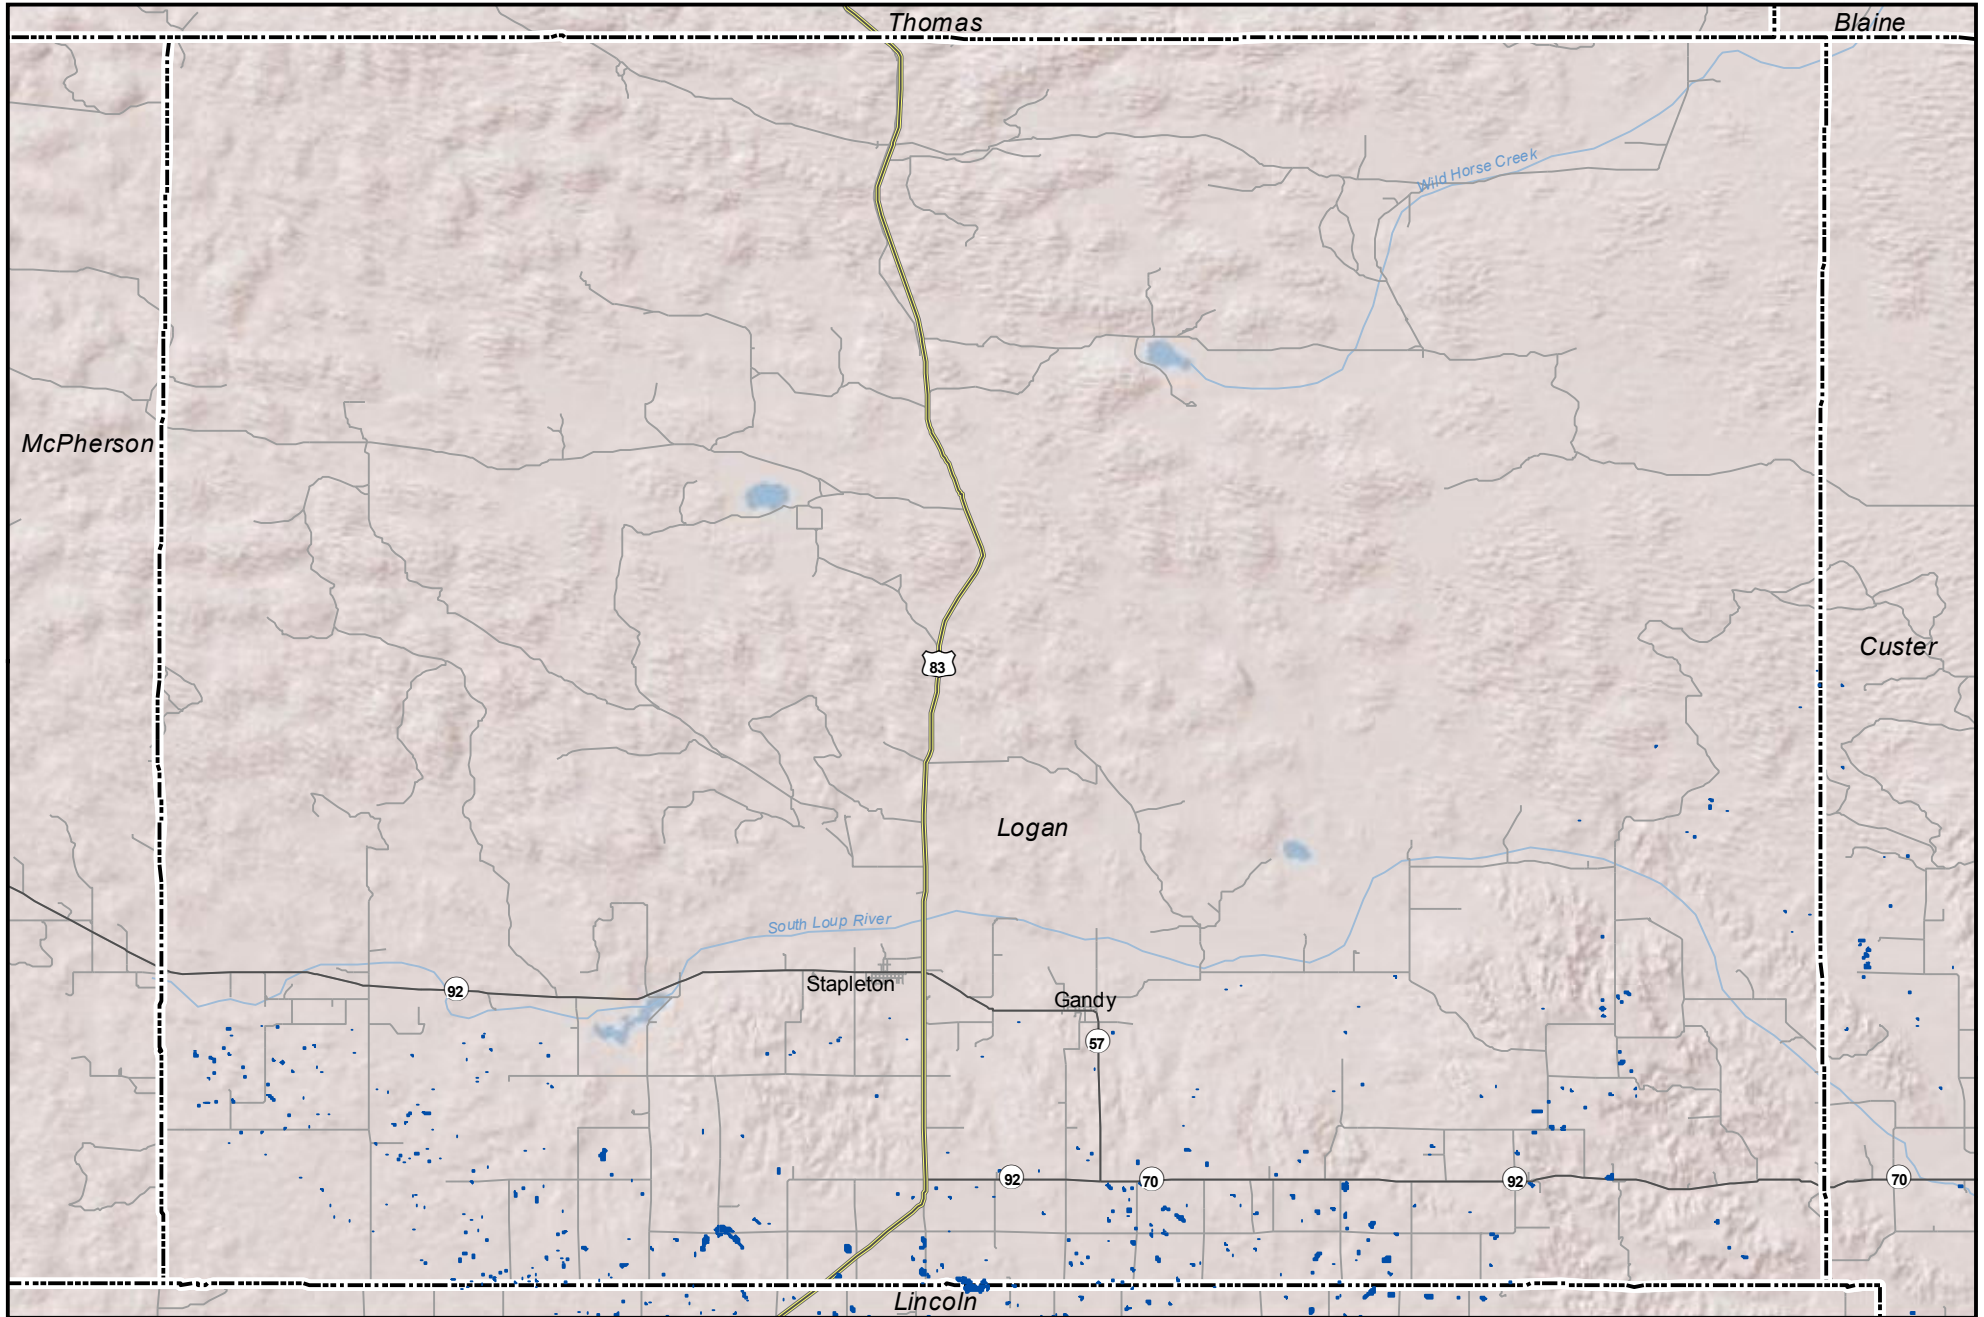 Thomas
Blaine
Wild Horse Creek
McPherson
Custer
83
Logan
South Loup River
Stapleton
92
Gandy
57
92
70
92
70
Lincoln